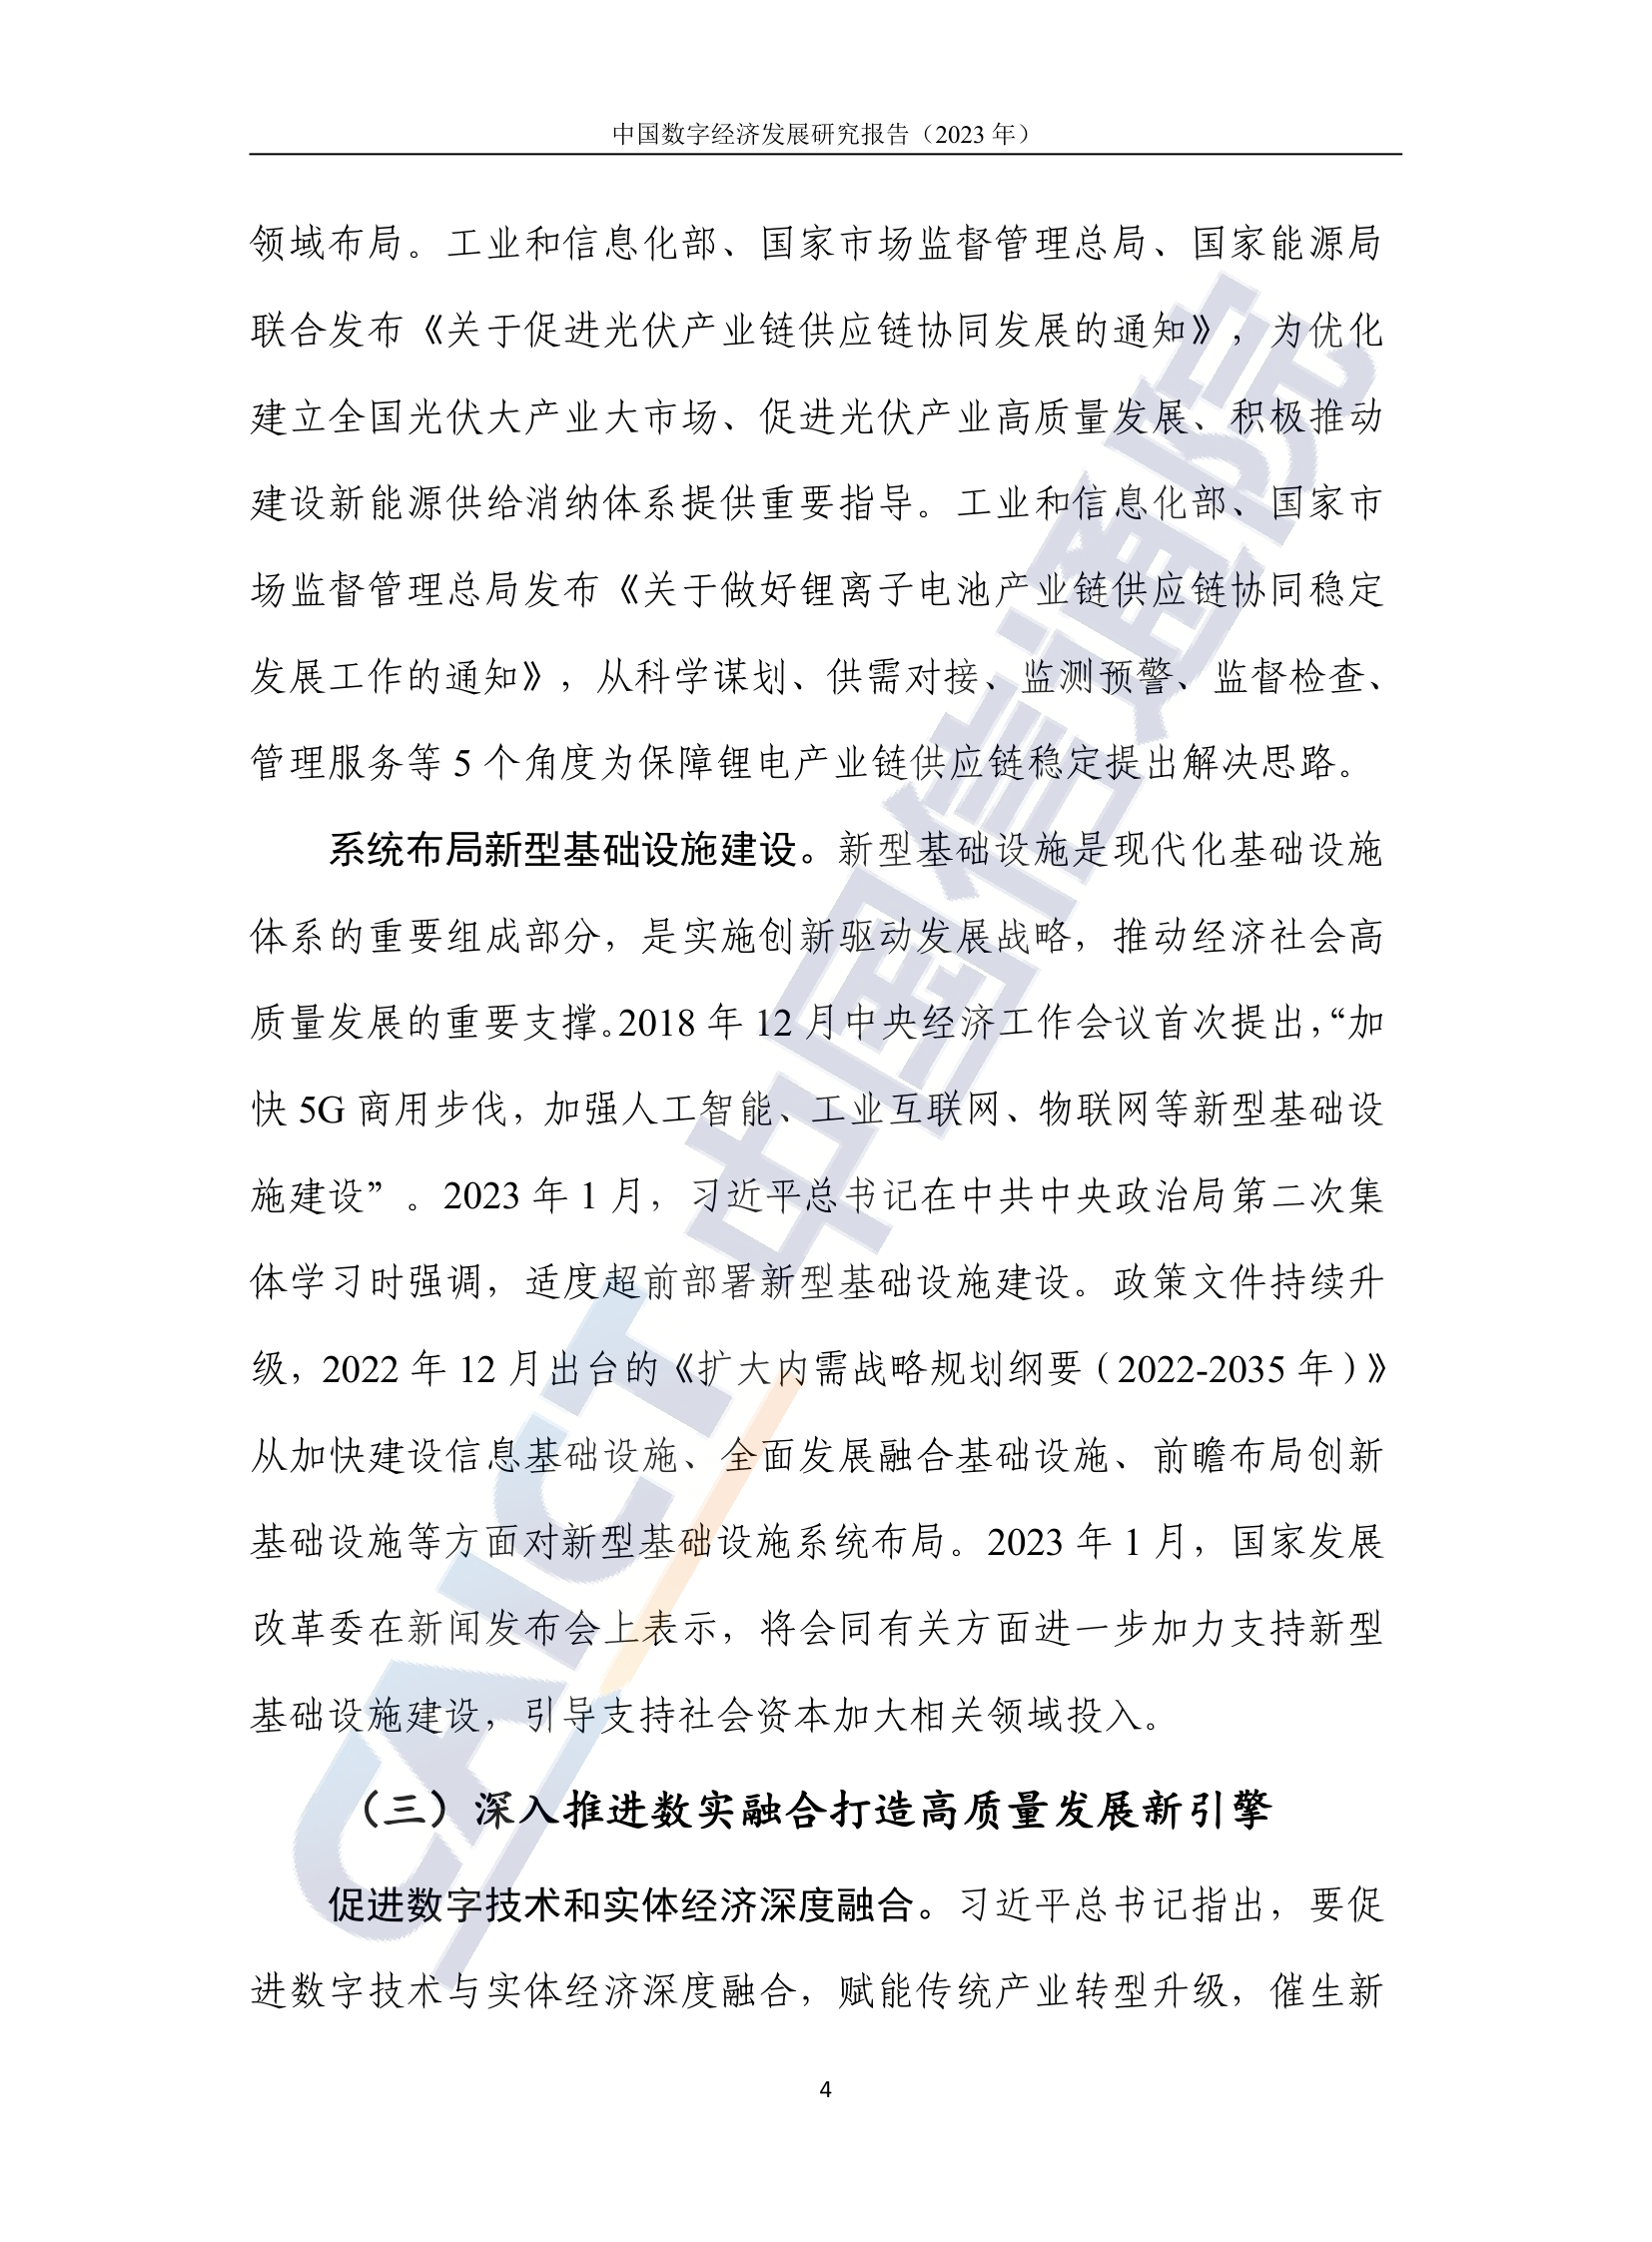 中国数字经济发展研究报告（2023 年）
领域布局。工业和信息化部、国家市场监督管理总局、国家能源局
联合发布《关于促进光伏产业链供应链协同发展的通知》，为优化
建立全国光伏大产业大市场、促进光伏产业高质量发展、积极推动
建设新能源供给消纳体系提供重要指导。工业和信息化部、国家市
场监督管理总局发布《关于做好锂离子电池产业链供应链协同稳定
发展工作的通知》，从科学谋划、供需对接、监测预警、监督检查、
管理服务等 5 个角度为保障锂电产业链供应链稳定提出解决思路。
系统布局新型基础设施建设。新型基础设施是现代化基础设施
体系的重要组成部分，是实施创新驱动发展战略，推动经济社会高
质量发展的重要支撑。2018 年 12 月中央经济工作会议首次提出，“加
快 5G 商用步伐，加强人工智能、工业互联网、物联网等新型基础设
施建设”。2023 年 1 月，习近平总书记在中共中央政治局第二次集
体学习时强调，适度超前部署新型基础设施建设。政策文件持续升
级，2022 年 12 月出台的《扩大内需战略规划纲要（2022-2035 年）》
从加快建设信息基础设施、全面发展融合基础设施、前瞻布局创新
基础设施等方面对新型基础设施系统布局。2023 年 1 月，国家发展
改革委在新闻发布会上表示，将会同有关方面进一步加力支持新型
基础设施建设，引导支持社会资本加大相关领域投入。
（三）深入推进数实融合打造高质量发展新引擎
促进数字技术和实体经济深度融合。习近平总书记指出，要促
进数字技术与实体经济深度融合，赋能传统产业转型升级，催生新
4
CAICT 中国信通院